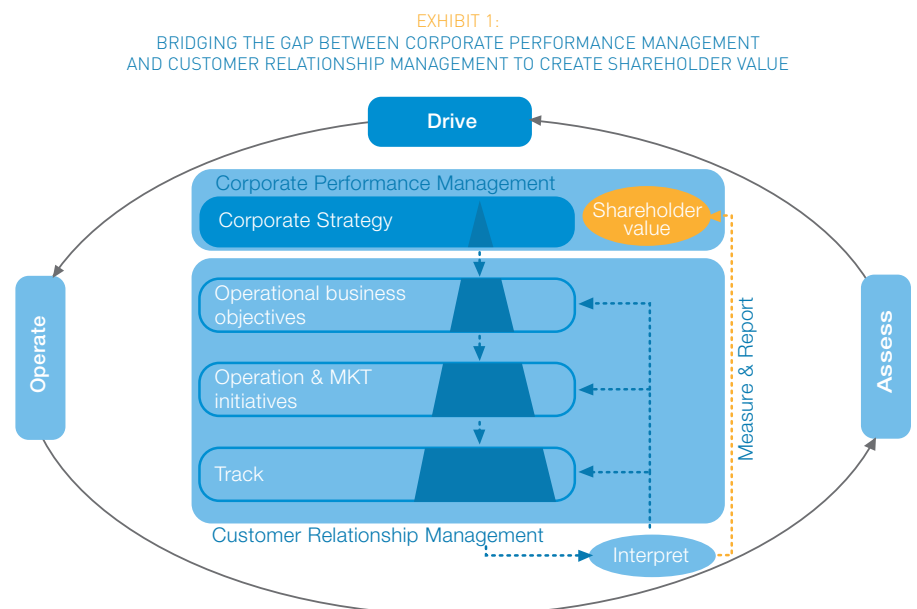 EXHIBIT 1:
BRIDGING THE GAP BETWEEN CORPORATE PERFORMANCE MANAGEMENT
AND CUSTOMER RELATIONSHIP MANAGEMENT TO CREATE SHAREHOLDER VALUE
Drive
Corporate Performance Management
Corporate Strategy
Shareholder
value
Operational business
objectives
Operation & MKT
initiatives
Track
Customer Relationship Management
Interpret
Operate
Measure & Report
Assess